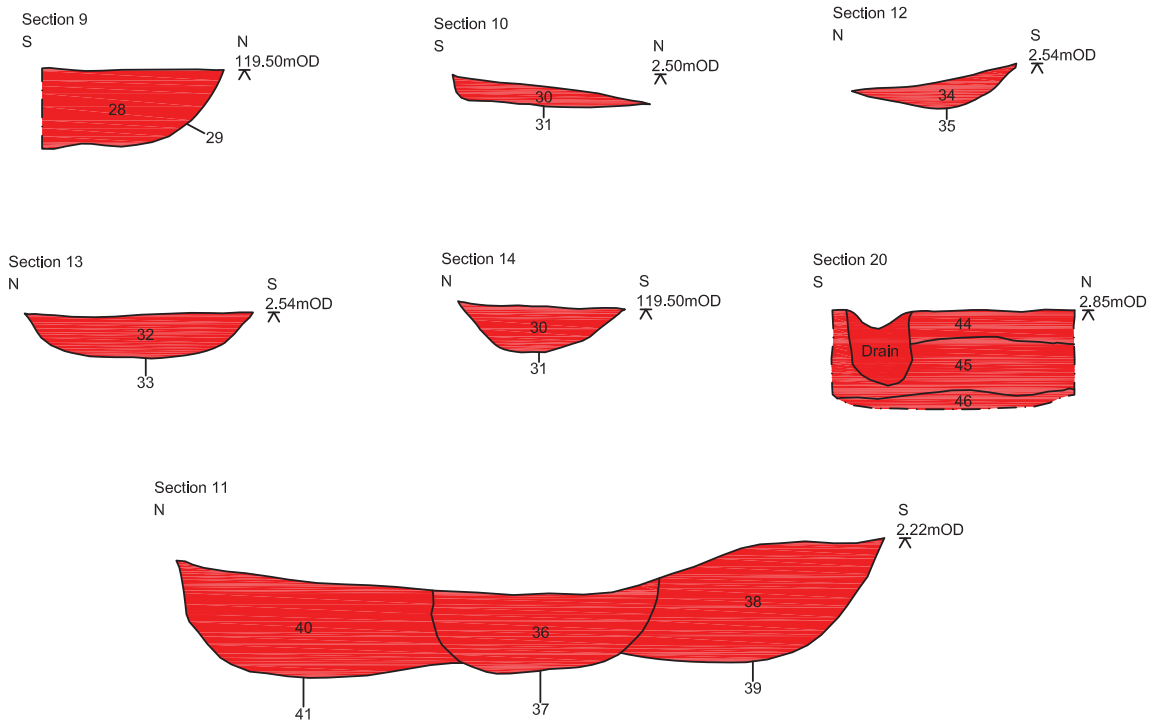 Section 9
S
N
119.50mOD
28
29
Section 10
S
N
2.50mOD
30
31
Section 12
N
S
2.54mOD
34
35
Section 13
N
S
2.54mOD
32
33
Section 14
N
S
119.50mOD
30
31
Section 20
S
N
2.85mOD
44
Drain
45
46
Section 11
N
S
2.22mOD
38
40
36
39
37
41